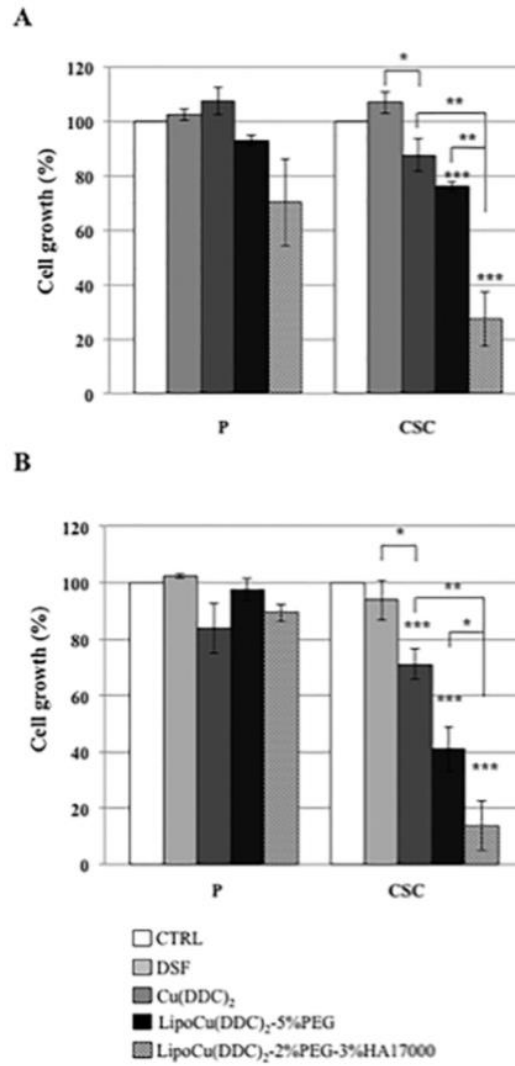 A
Cell growth (%)
120
100
80
60
40
20
0
*
**
**
***
***
P
CSC
B
Cell growth (%)
120
100
80
60
40
20
0
*
**
***
*
***
***
P
CSC
CTRL
DSF
Cu(DDC)₂
LipoCu(DDC)₂-5%PEG
LipoCu(DDC)₂-2%PEG-3%HA17000